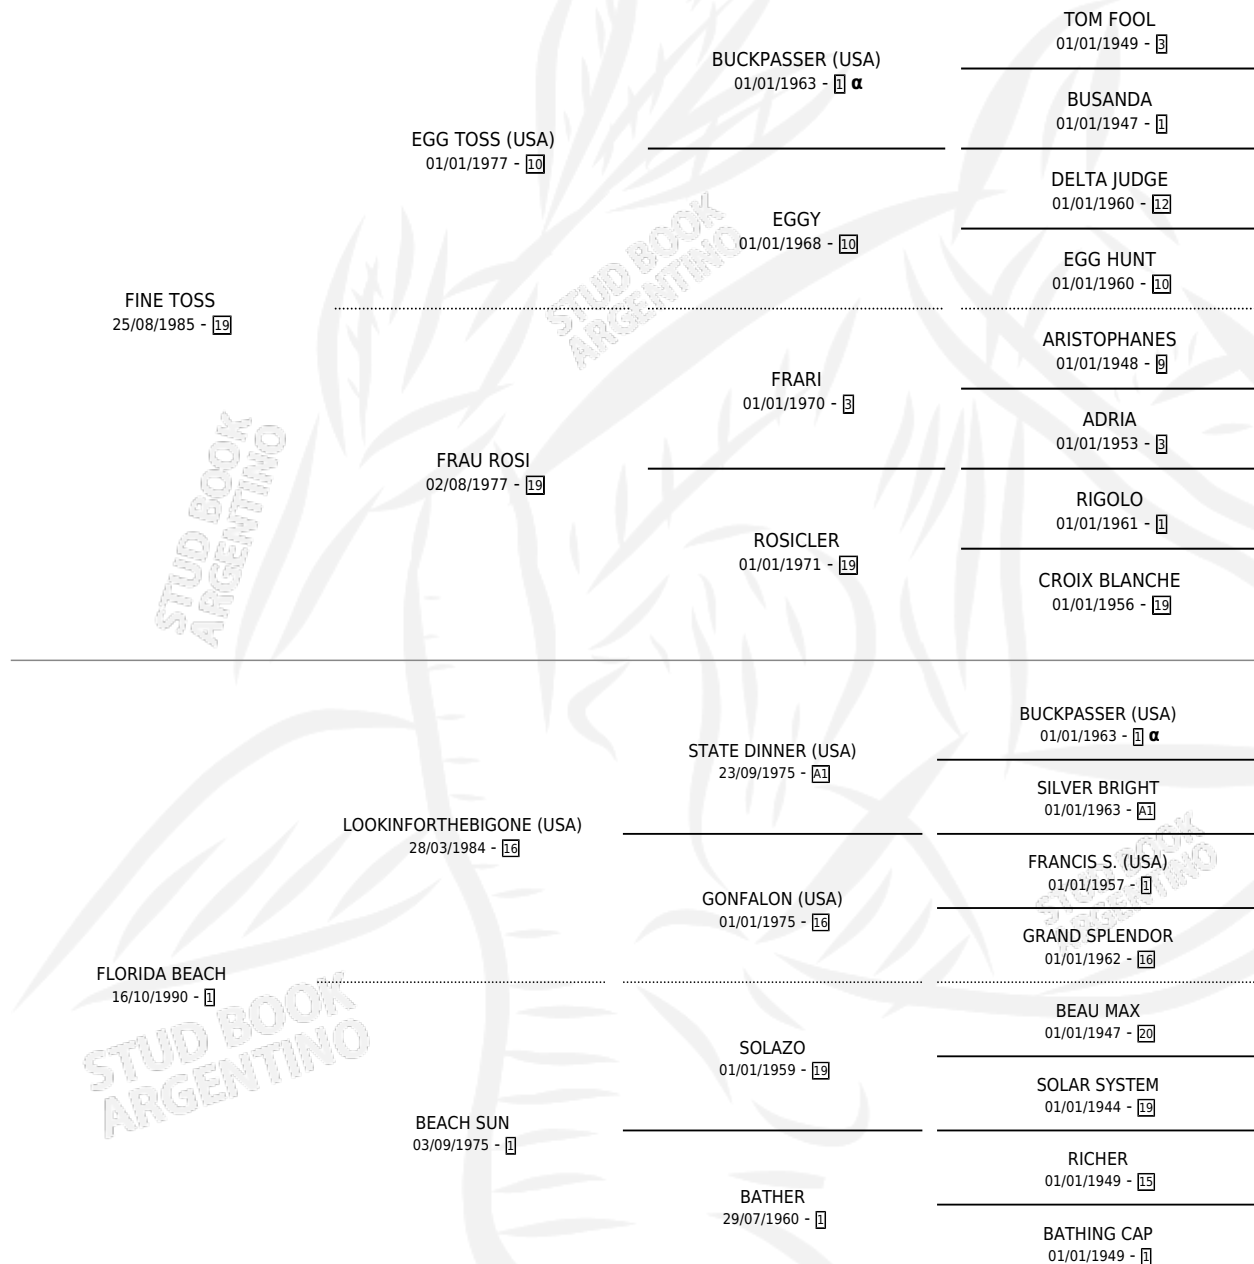 TOM FOOL
01/01/1949 - 3
BUCKPASSER (USA)
01/01/1963 - 1 α
BUSANDA
01/01/1947 - 1
EGG TOSS (USA)
01/01/1977 - 10
DELTA JUDGE
01/01/1960 - 12
EGGY
01/01/1968 - 10
EGG HUNT
01/01/1960 - 10
FINE TOSS
25/08/1985 - 19
ARISTOPHANES
01/01/1948 - 9
FRARI
01/01/1970 - 3
ADRIA
01/01/1953 - 3
FRAU ROSI
02/08/1977 - 19
RIGOLO
01/01/1961 - 1
ROSICLER
01/01/1971 - 19
CROIX BLANCHE
01/01/1956 - 19
BUCKPASSER (USA)
01/01/1963 - 1 α
STATE DINNER (USA)
23/09/1975 - A1
SILVER BRIGHT
01/01/1963 - A1
LOOKINFORTHEBIGONE (USA)
28/03/1984 - 16
FRANCIS S. (USA)
01/01/1957 - 1
GONFALON (USA)
01/01/1975 - 16
GRAND SPLENDOR
01/01/1962 - 16
FLORIDA BEACH
16/10/1990 - 1
BEAU MAX
01/01/1947 - 20
SOLAZO
01/01/1959 - 19
SOLAR SYSTEM
01/01/1944 - 19
BEACH SUN
03/09/1975 - 1
RICHER
01/01/1949 - 15
BATHER
29/07/1960 - 1
BATHING CAP
01/01/1949 - 1
STUD BOOK
ARGENTINO
STUD BOOK
ARGENTINO
STUD BOOK
ARGENTINO
STUD BOOK
ARGENTINO